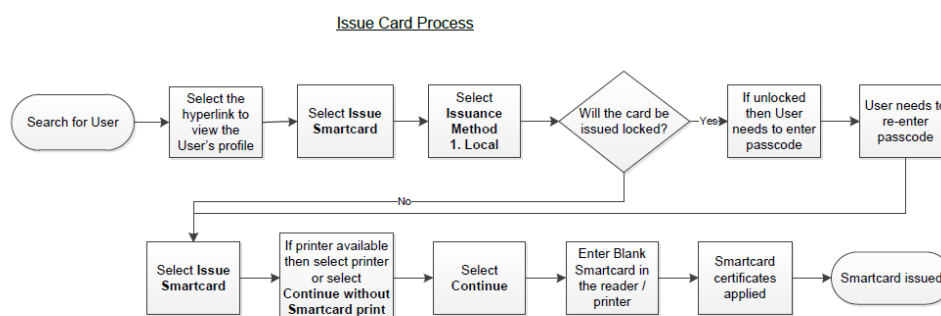 Issue Card Process
Search for User
Select the
hyperlink to
view the
User's profile
Select Issue
Smartcard
Select
Issuance
Method
1. Local
Will the card be
issued locked?
Yes
If unlocked
then User
needs to enter
passcode
User needs to
re-enter
passcode
No
Select Issue
Smartcard
If printer available
then select printer
or select
Continue without
Smartcard print
Select
Continue
Enter Blank
Smartcard in
the reader /
printer
Smartcard
certificates
applied
Smartcard issued